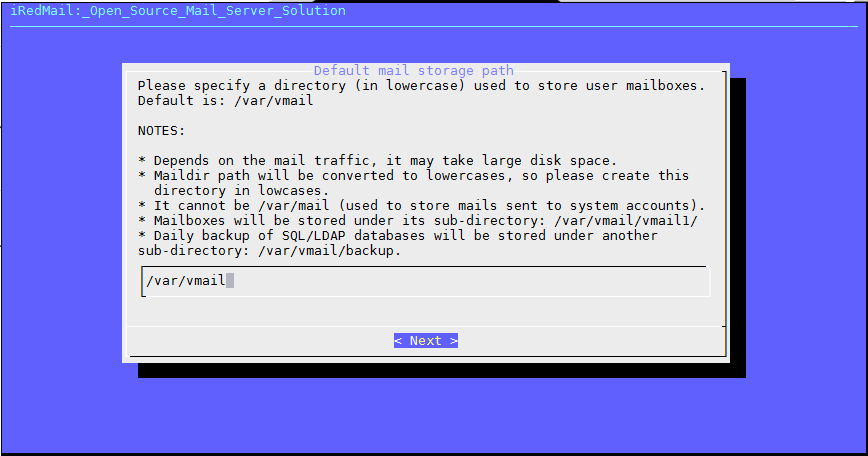 iRedMail:_Open_Source_Mail_Server_Solution
Default mail storage path
Please specify a directory (in lowercase) used to store user mailboxes.
Default is: /var/vmail
NOTES:
* Depends on the mail traffic, it may take large disk space.
* Maildir path will be converted to lowercases, so please create this
directory in lowcases.
* It cannot be /var/mail (used to store mails sent to system accounts).
* Mailboxes will be stored under its sub-directory: /var/vmail/vmail1/
* Daily backup of SQL/LDAP databases will be stored under another
sub-directory: /var/vmail/backup.
/var/vmail
< Next >